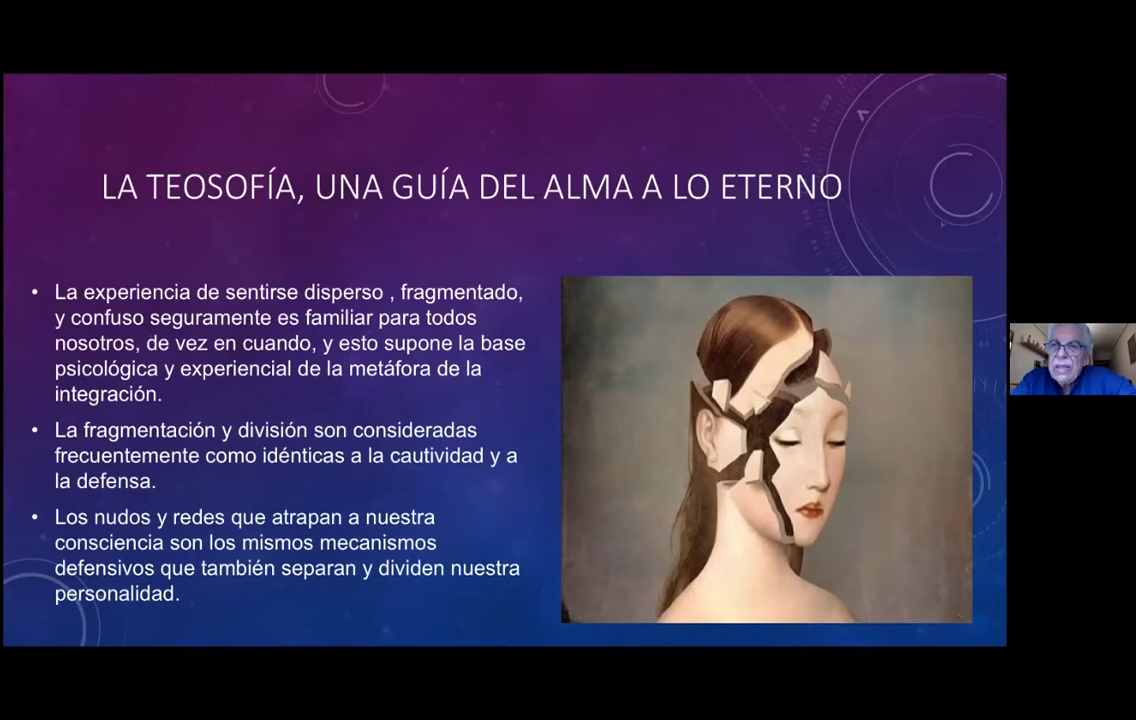 LA TEOSOFÍA, UNA GUÍA DEL ALMA A LO ETERNO
• La experiencia de sentirse disperso , fragmentado,
y confuso seguramente es familiar para todos
nosotros, de vez en cuando, y esto supone la base
psicológica y experiencial de la metáfora de la
integración.
• La fragmentación y división son consideradas
frecuentemente como idénticas a la cautividad y a
la defensa.
• Los nudos y redes que atrapan a nuestra
consciencia son los mismos mecanismos
defensivos que también separan y dividen nuestra
personalidad.